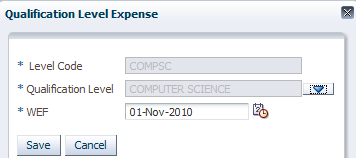 Qualification Level Expense
* Level Code COMPSC
* Qualification Level COMPUTER SCIENCE
* WEF 01-Nov-2010
Save Cancel